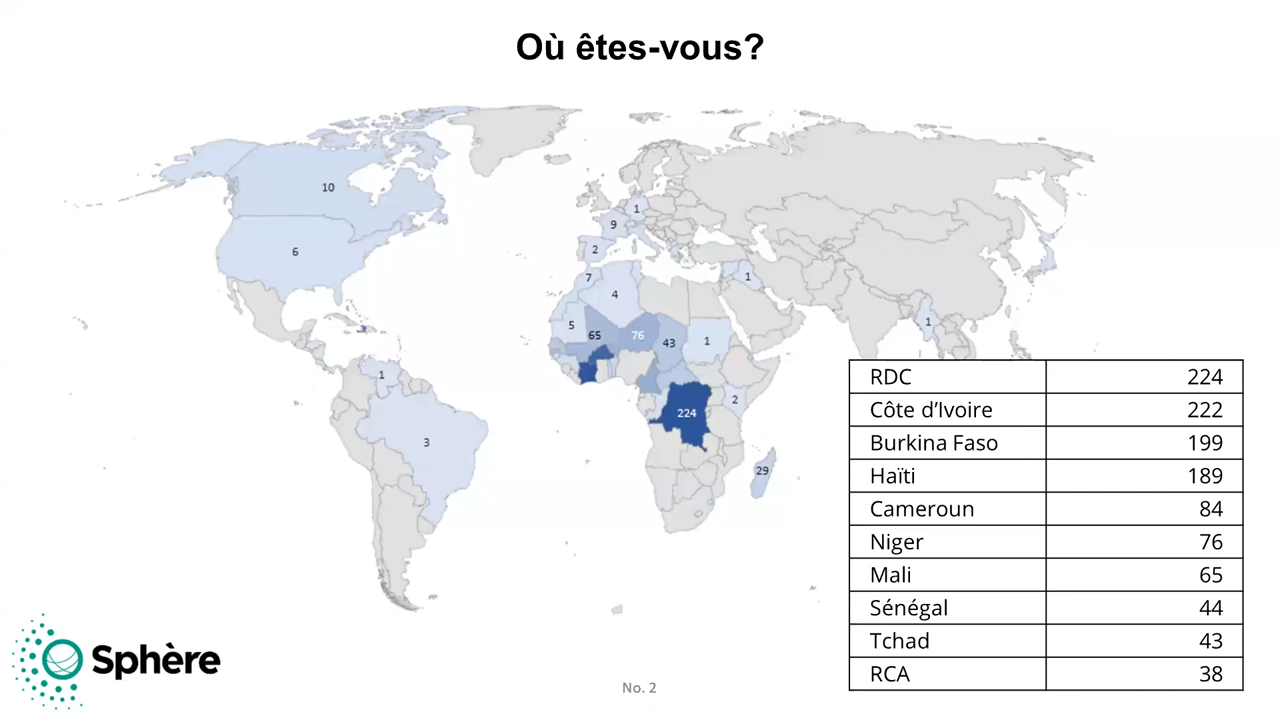 Où êtes-vous?
10
6
1
9
2
7
4
1
5
65
76
43
1
1
1
224
2
3
29
RDC 224
Côte d’Ivoire 222
Burkina Faso 199
Haïti 189
Cameroun 84
Niger 76
Mali 65
Sénégal 44
Tchad 43
RCA 38
Sphère
No. 2